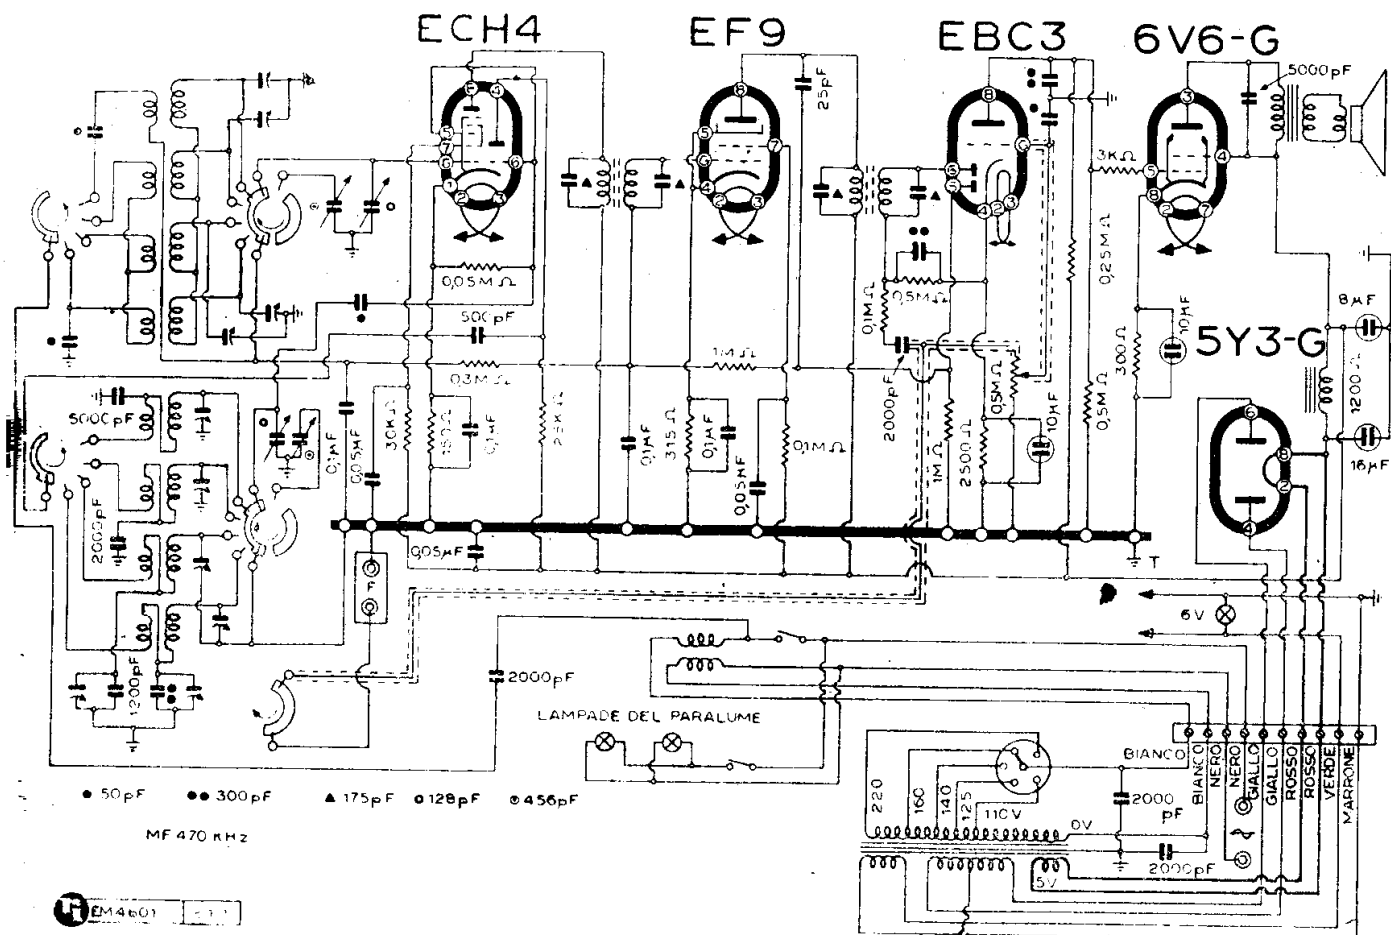 ECH4
EF9
EBC3
6V6-G
5000pF
25pF
3KΩ
0,05MΩ
500pF
0,3MΩ
1MΩ
0,5MΩ
0,1MΩ
2000pF
0,5MΩ
10µF
0,25MΩ
0,5MΩ
300Ω
10µF
8µF
1200Ω
16µF
5Y3-G
5000pF
2000pF
1200pF
0,1µF
0,05µF
30KΩ
150Ω
0,1µF
25KΩ
0,1µF
315Ω
0,1µF
0,05µF
0,1MΩ
1MΩ
2500Ω
0,05µF
F
T
6V
2000pF
LAMPADE DEL PARALUME
BIANCO
BIANCO
NERO
NERO
GIALLO
GIALLO
ROSSO
ROSSO
VERDE
MARRONE
220
160
140
125
110V
0V
5V
2000 pF
2000pF
● 50pF ●● 300pF ▲ 175pF ○ 128pF ⊙ 456pF
MF 470 KHz
EM4601